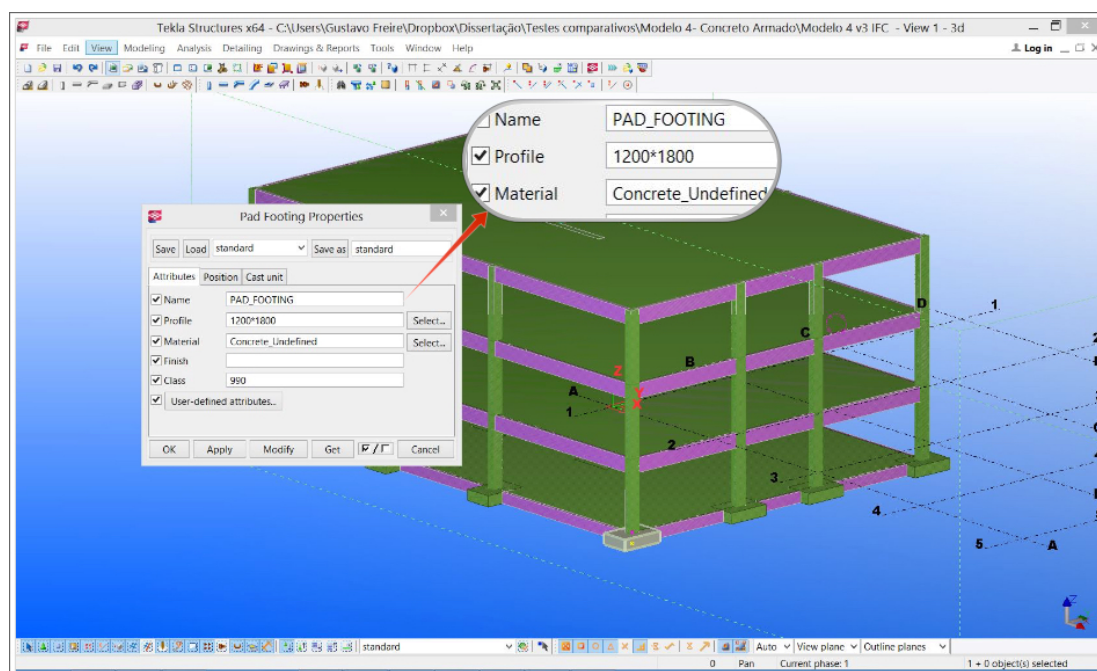 Tekla Structures x64 - C:\Users\Gustavo Freire\Dropbox\Dissertação\Testes comparativos\Modelo 4- Concreto Armado\Modelo 4 v3 IFC - View 1 - 3d
File Edit View Modeling Analysis Detailing Drawings & Reports Tools Window Help
Log in
Name PAD_FOOTING
Profile 1200*1800
Material Concrete_Undefined
Pad Footing Properties
Save Load standard Save as standard
Attributes Position Cast unit
Name PAD_FOOTING
Profile 1200*1800 Select...
Material Concrete_Undefined Select...
Finish
Class 990
User-defined attributes...
OK Apply Modify Get Cancel
D 1
C
2
B
Z
A Y
X
1
2
3
4
5 A
standard
Auto View plane Outline planes
0 Pan Current phase: 1 1 + 0 object(s) selected